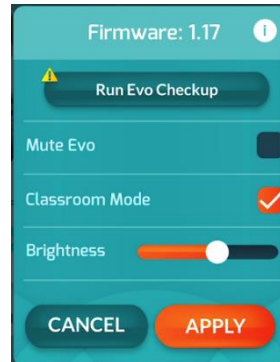 Firmware: 1.17 i
Run Evo Checkup
Mute Evo
Classroom Mode
Brightness
CANCEL APPLY